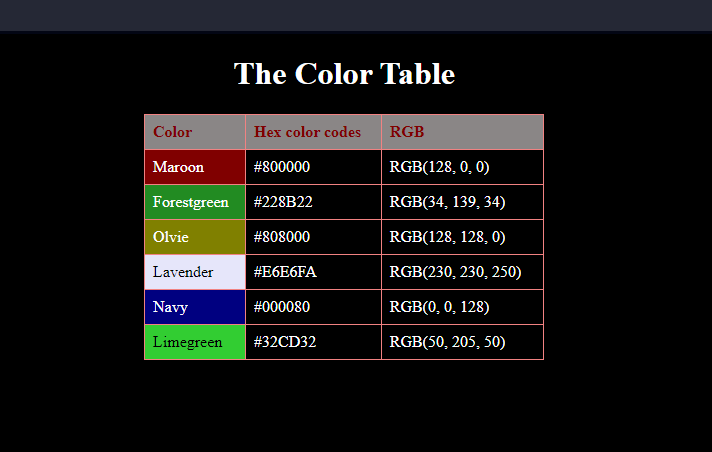 The Color Table
Color Hex color codes RGB
Maroon #800000 RGB(128, 0, 0)
Forestgreen #228B22 RGB(34, 139, 34)
Olvie #808000 RGB(128, 128, 0)
Lavender #E6E6FA RGB(230, 230, 250)
Navy #000080 RGB(0, 0, 128)
Limegreen #32CD32 RGB(50, 205, 50)